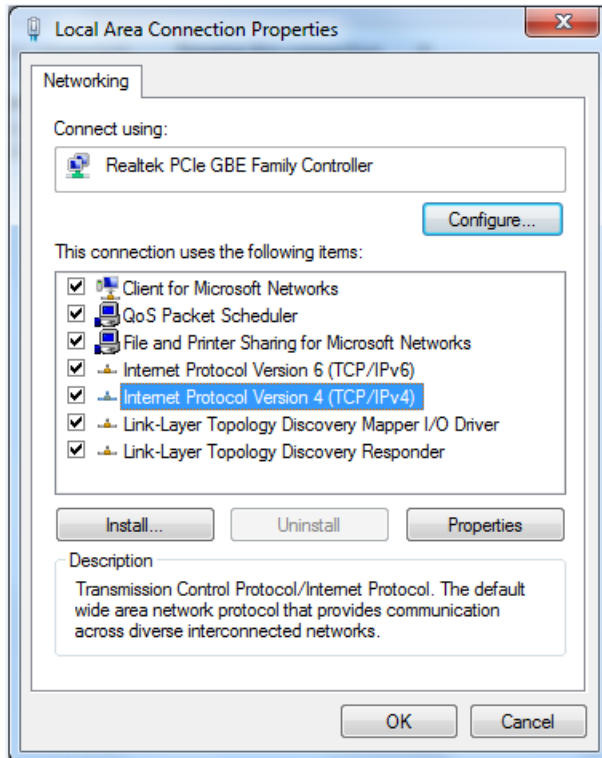 Local Area Connection Properties
Networking
Connect using:
Realtek PCIe GBE Family Controller
Configure...
This connection uses the following items:
Client for Microsoft Networks
QoS Packet Scheduler
File and Printer Sharing for Microsoft Networks
Internet Protocol Version 6 (TCP/IPv6)
Internet Protocol Version 4 (TCP/IPv4)
Link-Layer Topology Discovery Mapper I/O Driver
Link-Layer Topology Discovery Responder
Install... Uninstall Properties
Description
Transmission Control Protocol/Internet Protocol. The default
wide area network protocol that provides communication
across diverse interconnected networks.
OK Cancel